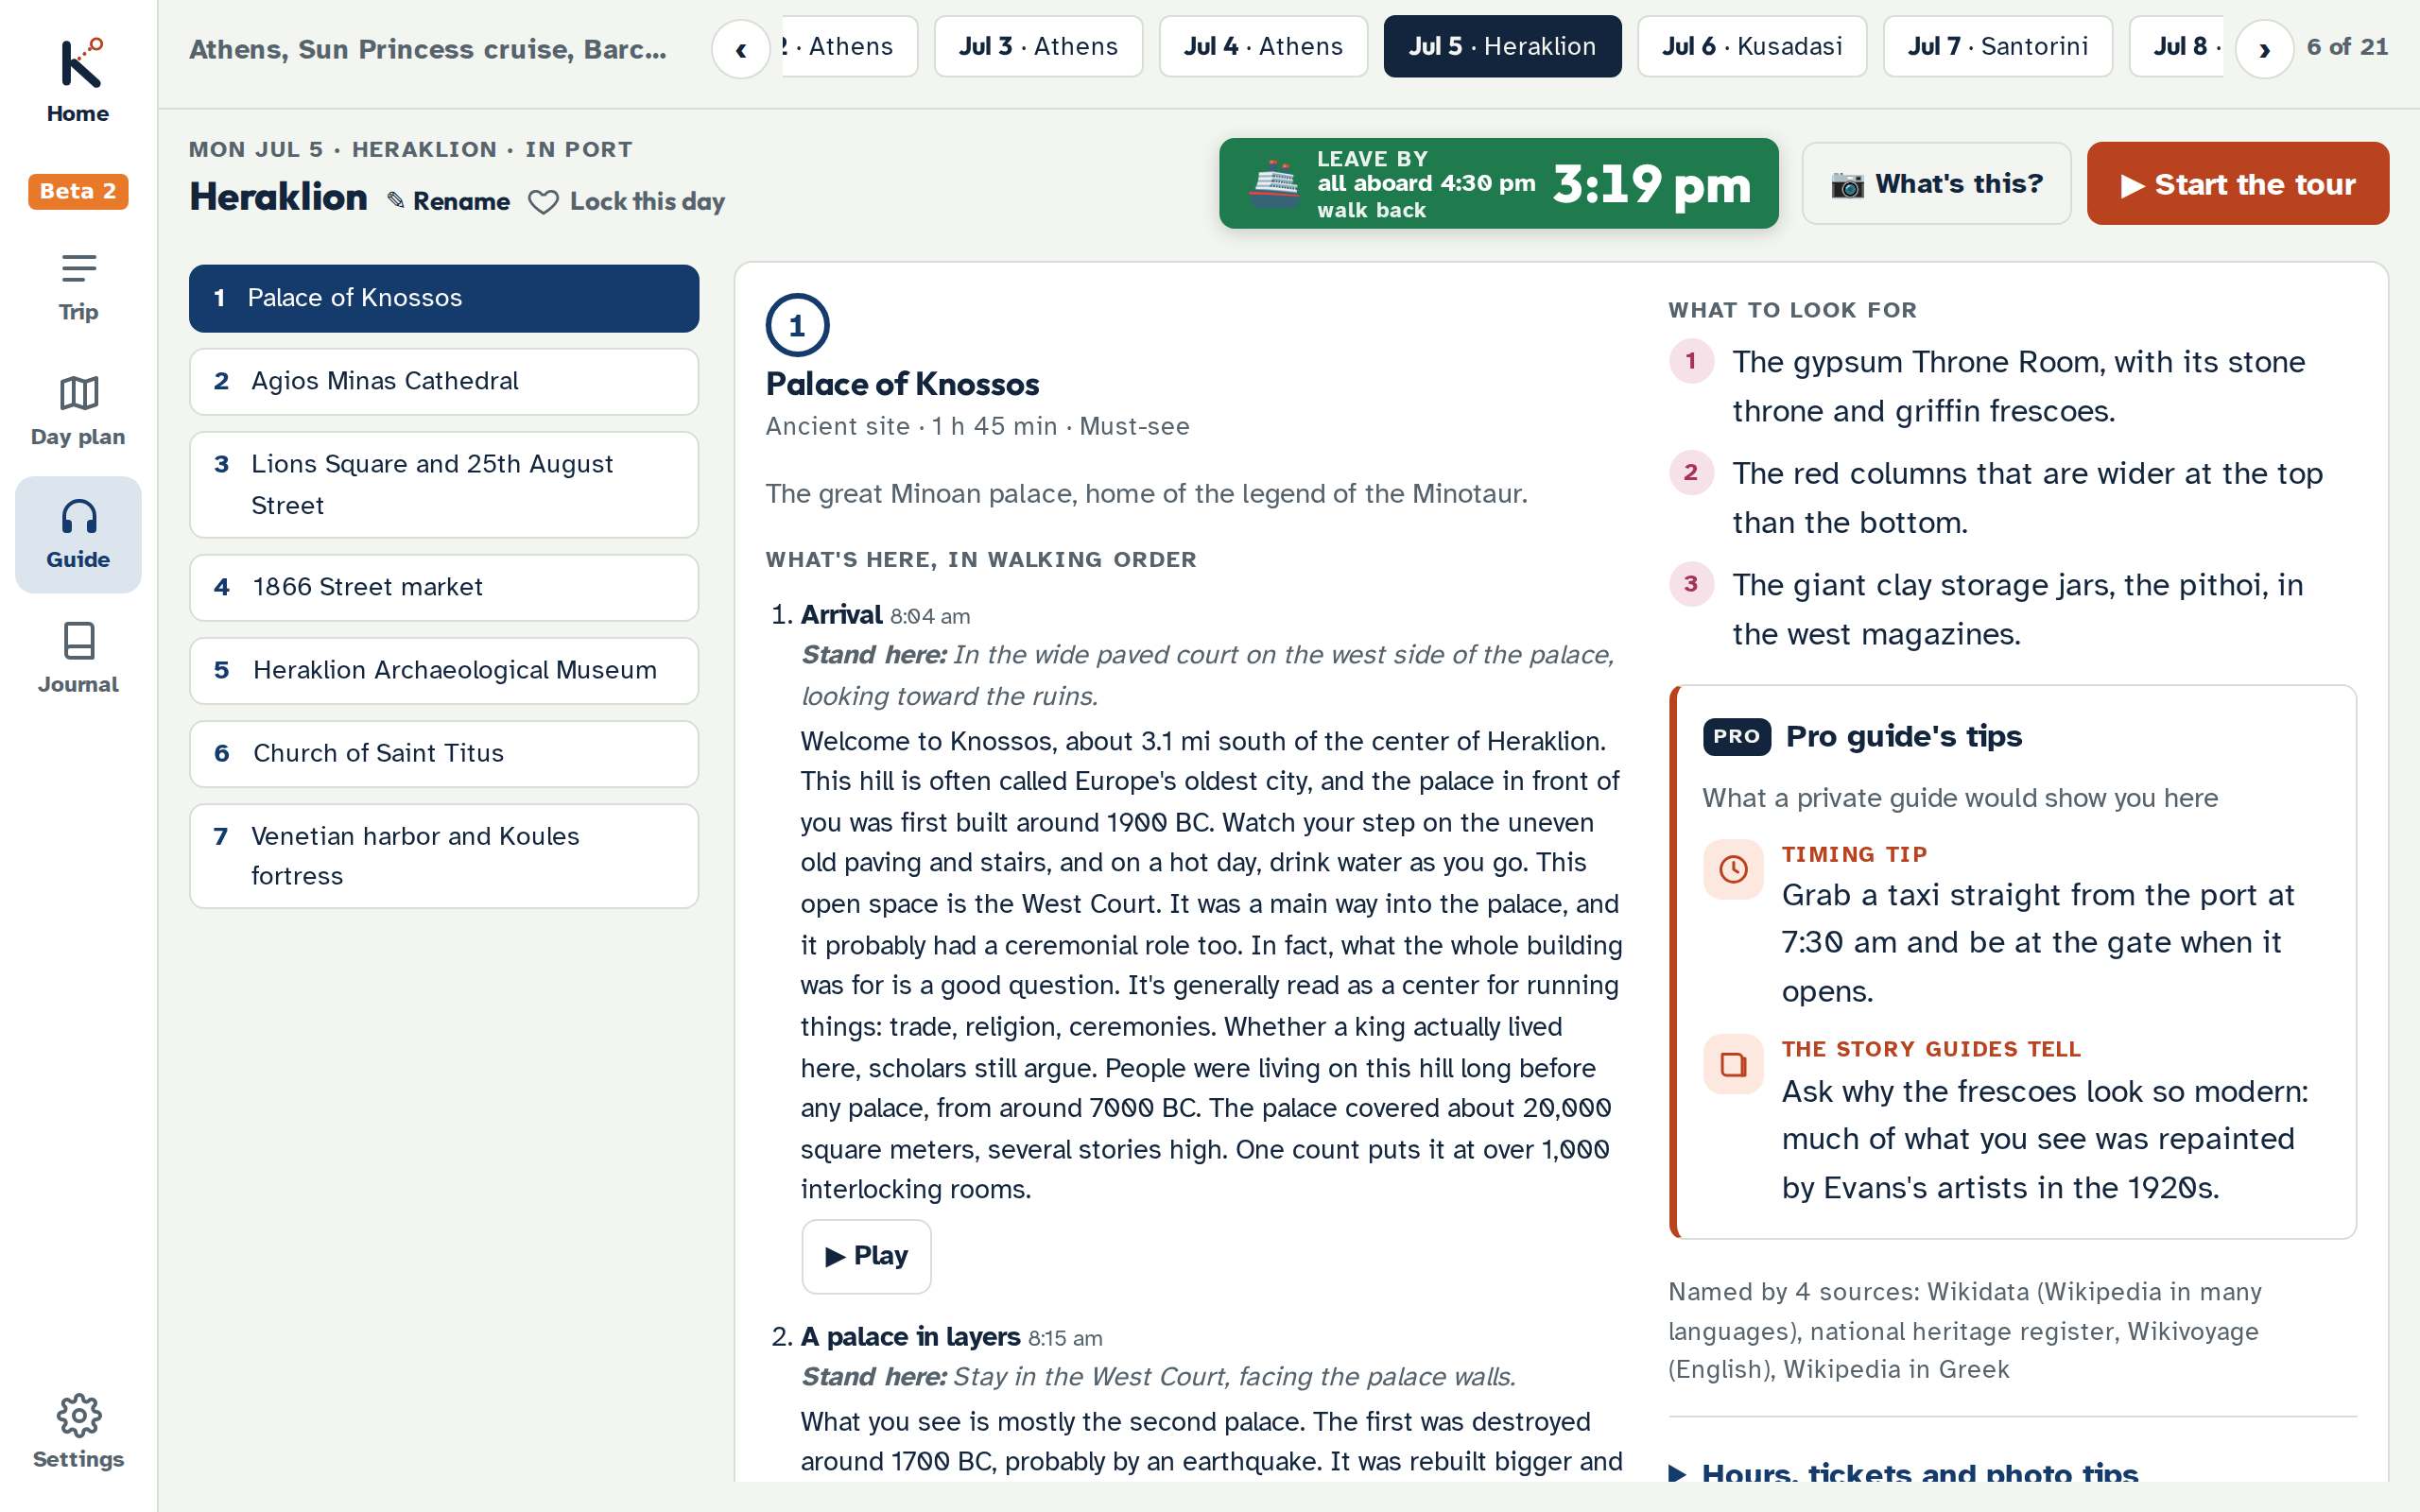 Athens, Sun Princess cruise, Barc...
‹
2 · Athens
Jul 3 · Athens
Jul 4 · Athens
Jul 5 · Heraklion
Jul 6 · Kusadasi
Jul 7 · Santorini
Jul 8 ·
›
6 of 21
Home
Beta 2
Trip
Day plan
Guide
Journal
Settings
MON JUL 5 · HERAKLION · IN PORT
Heraklion
✎ Rename
Lock this day
LEAVE BY
all aboard 4:30 pm
walk back
3:19 pm
What's this?
▶ Start the tour
1 Palace of Knossos
2 Agios Minas Cathedral
3 Lions Square and 25th August
Street
4 1866 Street market
5 Heraklion Archaeological Museum
6 Church of Saint Titus
7 Venetian harbor and Koules
fortress
1
Palace of Knossos
Ancient site · 1 h 45 min · Must-see
The great Minoan palace, home of the legend of the Minotaur.
WHAT'S HERE, IN WALKING ORDER
1. Arrival 8:04 am
Stand here: In the wide paved court on the west side of the palace,
looking toward the ruins.
Welcome to Knossos, about 3.1 mi south of the center of Heraklion.
This hill is often called Europe's oldest city, and the palace in front of
you was first built around 1900 BC. Watch your step on the uneven
old paving and stairs, and on a hot day, drink water as you go. This
open space is the West Court. It was a main way into the palace, and
it probably had a ceremonial role too. In fact, what the whole building
was for is a good question. It's generally read as a center for running
things: trade, religion, ceremonies. Whether a king actually lived
here, scholars still argue. People were living on this hill long before
any palace, from around 7000 BC. The palace covered about 20,000
square meters, several stories high. One count puts it at over 1,000
interlocking rooms.
▶ Play
2. A palace in layers 8:15 am
Stand here: Stay in the West Court, facing the palace walls.
What you see is mostly the second palace. The first was destroyed
around 1700 BC, probably by an earthquake. It was rebuilt bigger and
WHAT TO LOOK FOR
1 The gypsum Throne Room, with its stone
throne and griffin frescoes.
2 The red columns that are wider at the top
than the bottom.
3 The giant clay storage jars, the pithoi, in
the west magazines.
PRO Pro guide's tips
What a private guide would show you here
TIMING TIP
Grab a taxi straight from the port at
7:30 am and be at the gate when it
opens.
THE STORY GUIDES TELL
Ask why the frescoes look so modern:
much of what you see was repainted
by Evans's artists in the 1920s.
Named by 4 sources: Wikidata (Wikipedia in many
languages), national heritage register, Wikivoyage
(English), Wikipedia in Greek
▶ Hours, tickets and photo tips